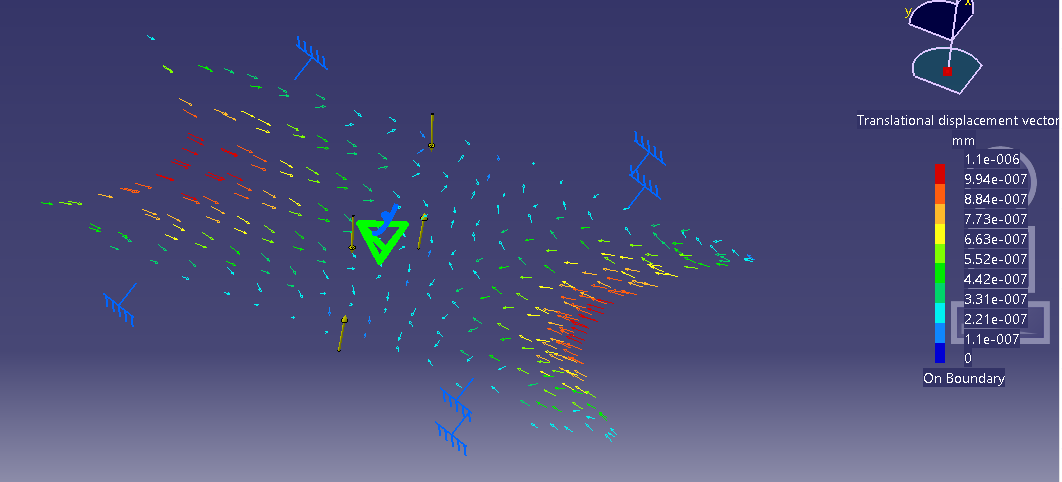 x
y
Translational displacement vector
mm
1.1e-006
9.94e-007
8.84e-007
7.73e-007
6.63e-007
5.52e-007
4.42e-007
3.31e-007
2.21e-007
1.1e-007
0
On Boundary